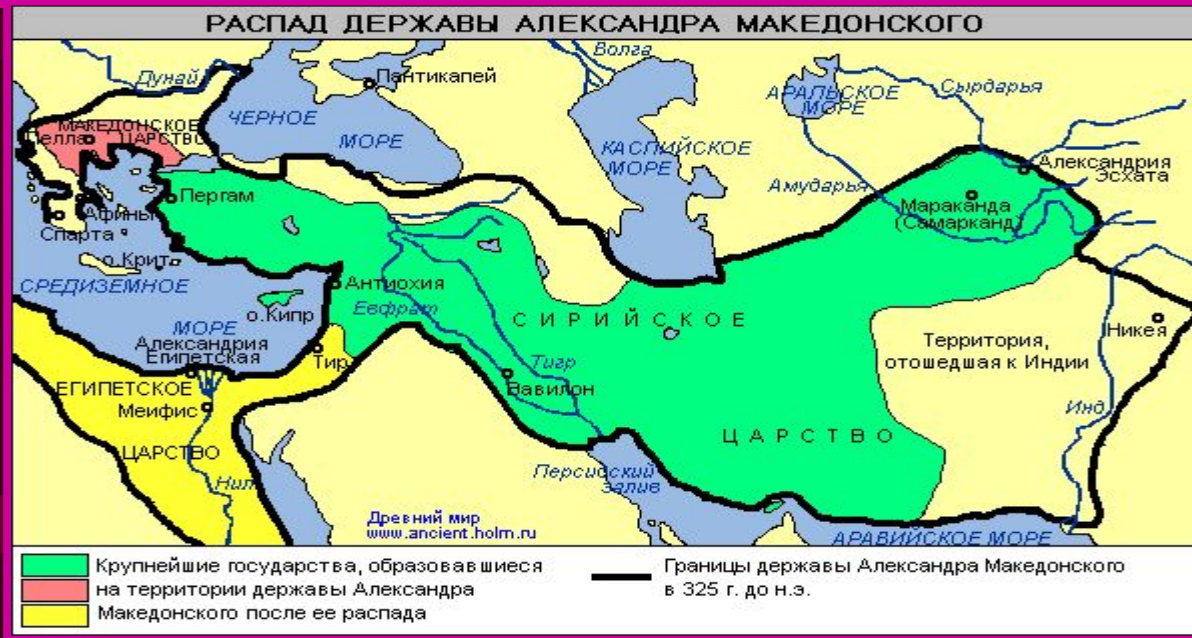 РАСПАД ДЕРЖАВЫ АЛЕКСАНДРА МАКЕДОНСКОГО
Волга
Дунай
Пантикапей
АРАЛЬСКОЕ
МОРЕ
Сырдарья
ЧЕРНОЕ
МОРЕ
МАКЕДОНСКОЕ
Пелла
ЦАРСТВО
КАСПИЙСКОЕ
МОРЕ
Александрия
Эсхата
Амударья
Пергам
Мараканда
(Самарканд)
Афины
Спарта
о.Крит
СРЕДИЗЕМНОЕ
МОРЕ
Антиохия
Евфрат
о.Кипр
СИРИЙСКОЕ
Никея
Территория,
отошедшая к Индии
Александрия
Египетская
Тир
Тигр
Вавилон
ЕГИПЕТСКОЕ
Меифис
Инд
ЦАРСТВО
ЦАРСТВО
Нил
Персидский
залив
Древний мир
www.ancient.holm.ru
АРАВИЙСКОЕ МОРЕ
Крупнейшие государства, образовавшиеся
на территории державы Александра
Македонского после ее распада
Границы державы Александра Македонского
в 325 г. до н.э.